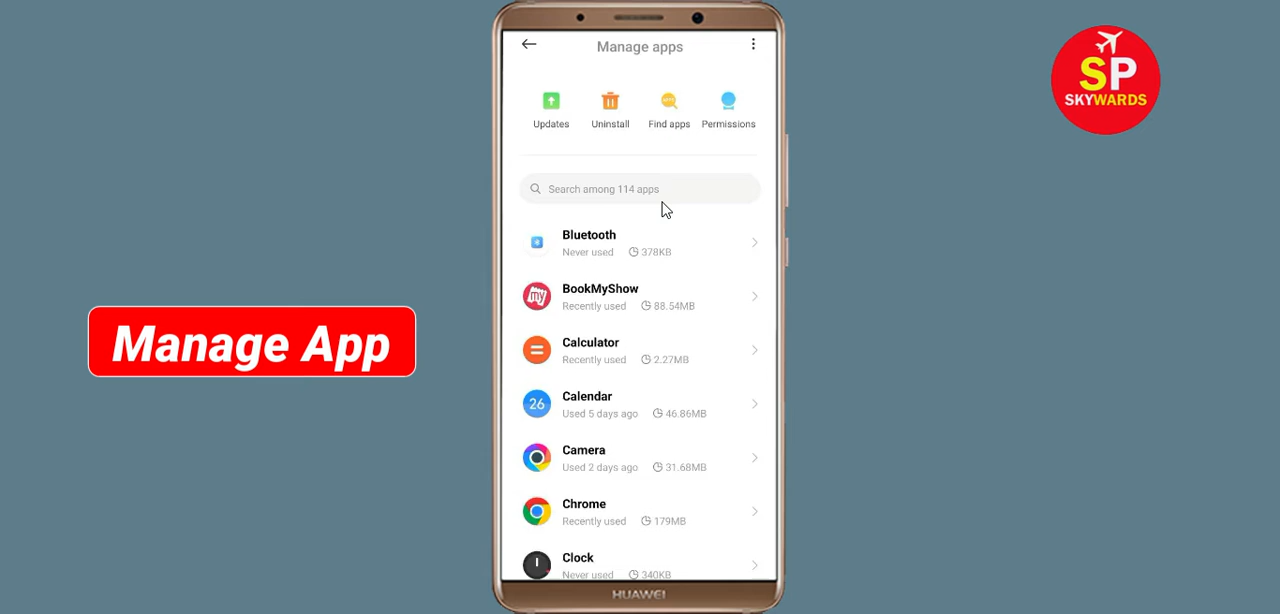 Manage apps
Updates Uninstall Find apps Permissions
Search among 114 apps
Bluetooth
Never used 378KB
BookMyShow
Recently used 88.54MB
Calculator
Recently used 2.27MB
26
Calendar
Used 5 days ago 46.86MB
Camera
Used 2 days ago 31.68MB
Chrome
Recently used 179MB
Clock
Never used 340KB
HUAWEI
Manage App
SP
SKYWARDS
my